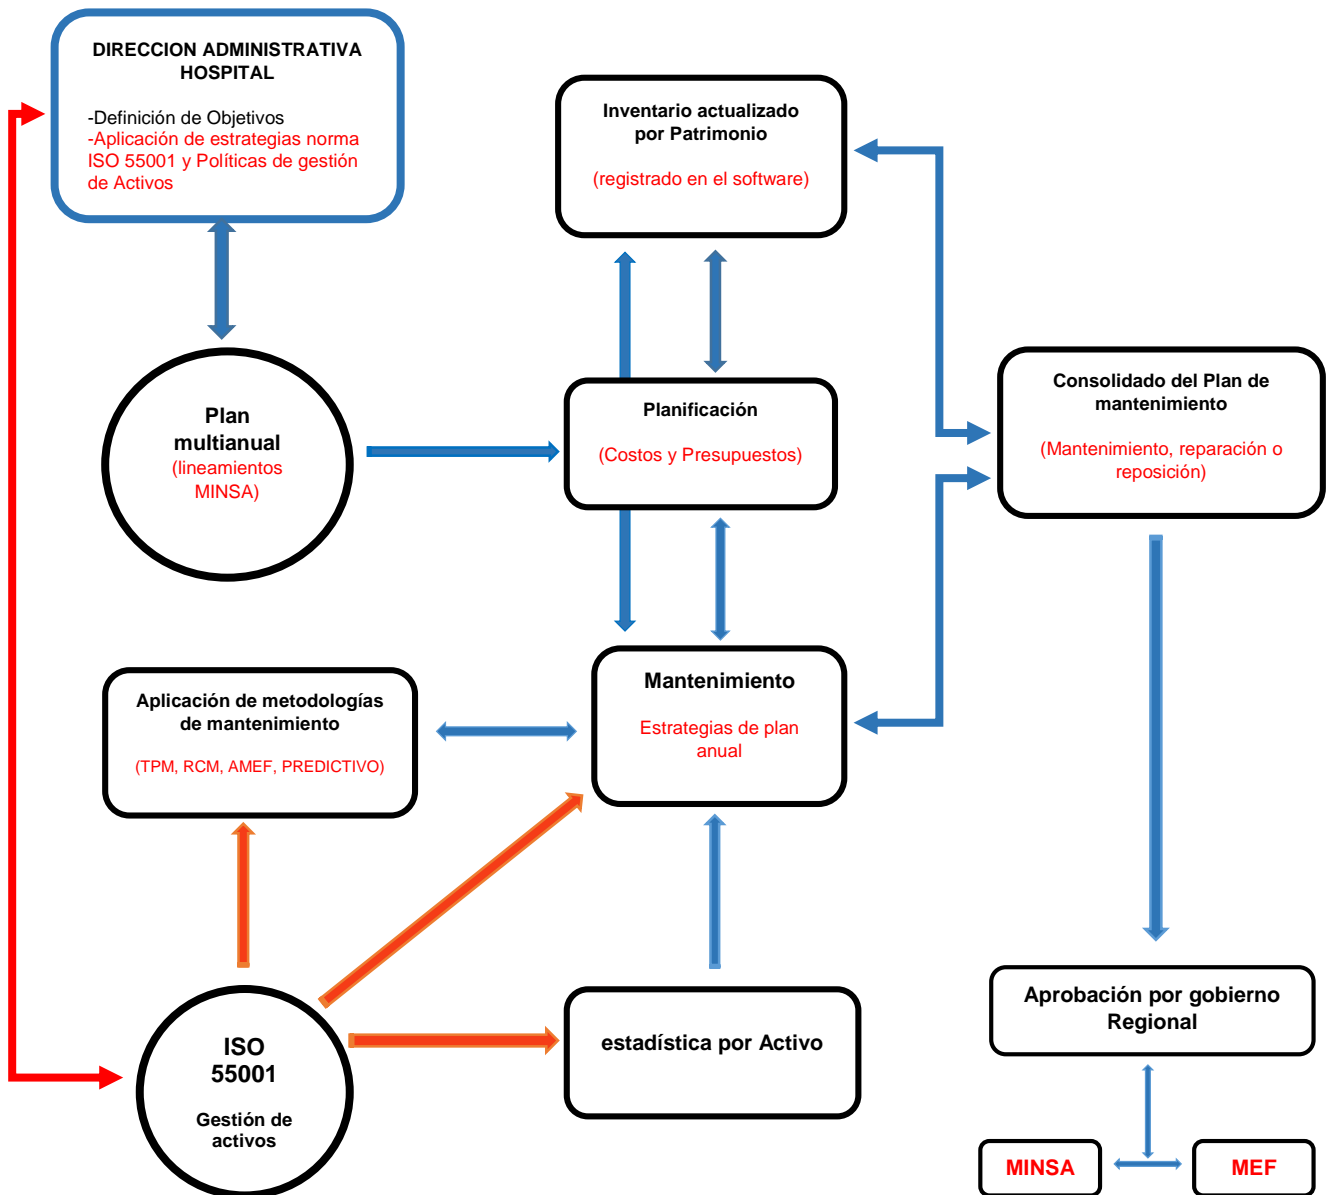 DIRECCION ADMINISTRATIVA
HOSPITAL
-Definición de Objetivos
-Aplicación de estrategias norma
ISO 55001 y Políticas de gestión
de Activos
Inventario actualizado
por Patrimonio
(registrado en el software)
Plan
multianual
(lineamientos
MINSA)
Planificación
(Costos y Presupuestos)
Consolidado del Plan de
mantenimiento
(Mantenimiento, reparación o
reposición)
Aplicación de metodologías
de mantenimiento
(TPM, RCM, AMEF, PREDICTIVO)
Mantenimiento
Estrategias de plan
anual
ISO
55001
Gestión de
activos
estadística por Activo
Aprobación por gobierno
Regional
MINSA
MEF